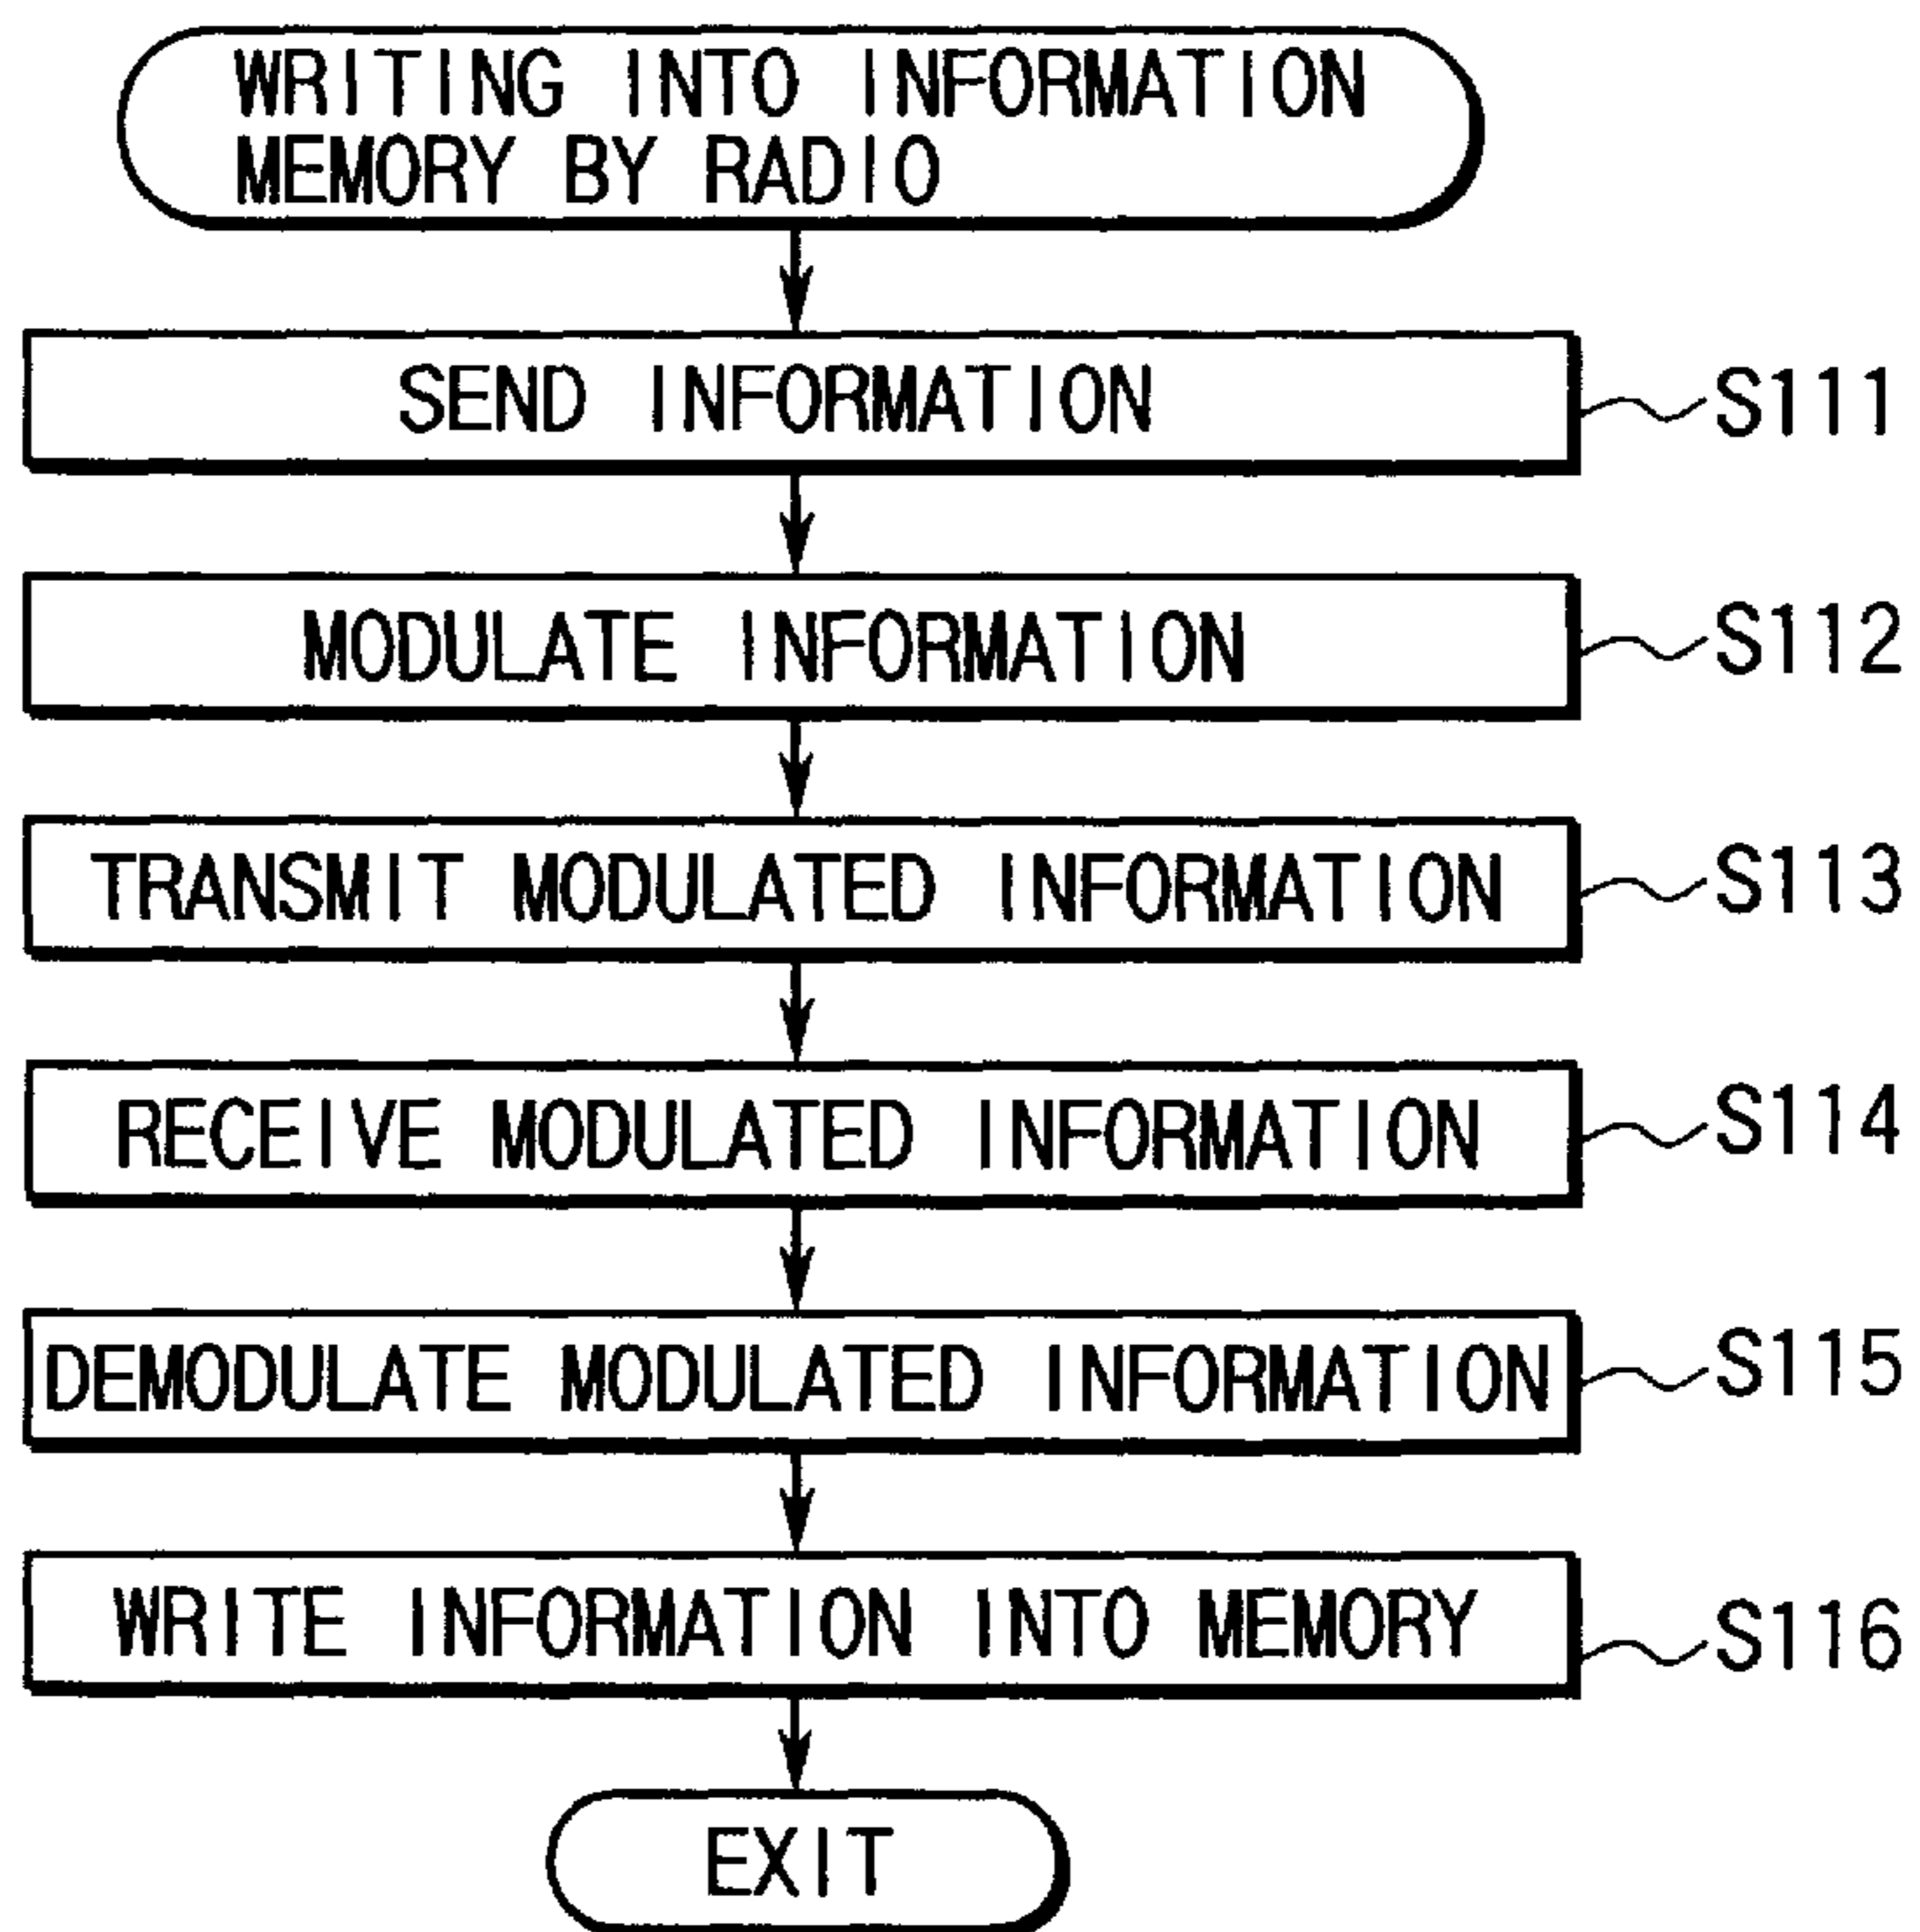 WRITING INTO INFORMATION
MEMORY BY RADIO
SEND INFORMATION
S111
MODULATE INFORMATION
S112
TRANSMIT MODULATED INFORMATION
S113
RECEIVE MODULATED INFORMATION
S114
DEMODULATE MODULATED INFORMATION
S115
WRITE INFORMATION INTO MEMORY
S116
EXIT